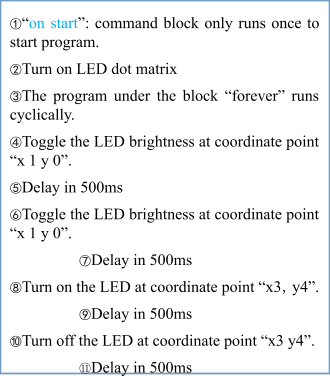 ①“on start”: command block only runs once to
start program.
②Turn on LED dot matrix
③The program under the block “forever” runs
cyclically.
④Toggle the LED brightness at coordinate point
“x 1 y 0”.
⑤Delay in 500ms
⑥Toggle the LED brightness at coordinate point
“x 1 y 0”.
⑦Delay in 500ms
⑧Turn on the LED at coordinate point “x3, y4”.
⑨Delay in 500ms
⑩Turn off the LED at coordinate point “x3 y4”.
⑪Delay in 500ms